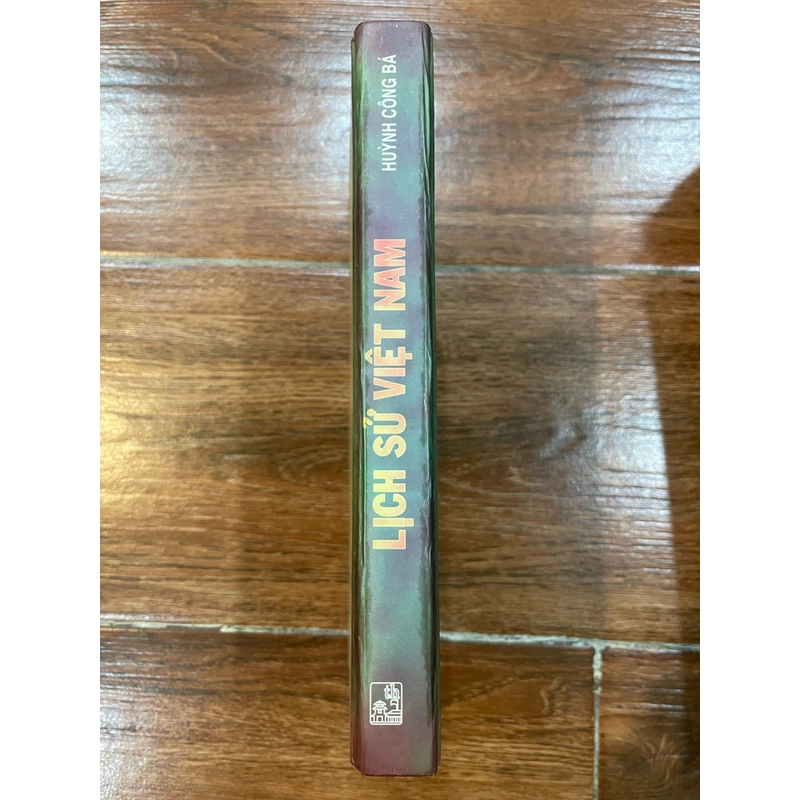 LỊCH SỬ VIỆT NAM
HUỲNH CÔNG BÁ